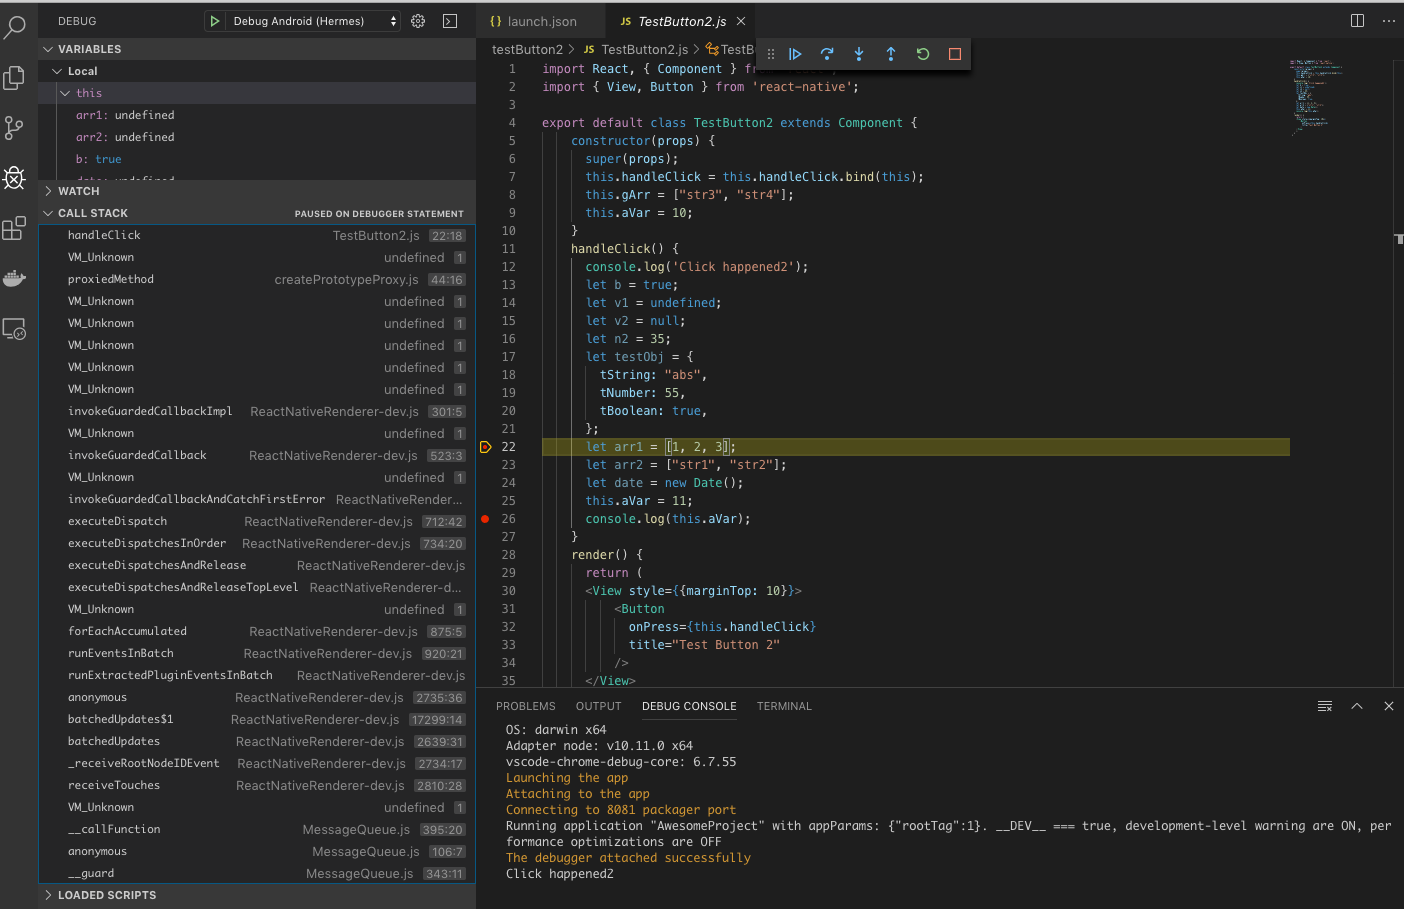 DEBUG
Debug Android (Hermes)
VARIABLES
Local
this
arr1: undefined
arr2: undefined
b: true
WATCH
CALL STACK PAUSED ON DEBUGGER STATEMENT
handleClick TestButton2.js 22:18
VM_Unknown undefined 1
proxiedMethod createPrototypeProxy.js 44:16
VM_Unknown undefined 1
VM_Unknown undefined 1
VM_Unknown undefined 1
VM_Unknown undefined 1
VM_Unknown undefined 1
invokeGuardedCallbackImpl ReactNativeRenderer-dev.js 301:5
VM_Unknown undefined 1
invokeGuardedCallback ReactNativeRenderer-dev.js 523:3
VM_Unknown undefined 1
invokeGuardedCallbackAndCatchFirstError ReactNativeRender...
executeDispatch ReactNativeRenderer-dev.js 712:42
executeDispatchesInOrder ReactNativeRenderer-dev.js 734:20
executeDispatchesAndRelease ReactNativeRenderer-dev.js
executeDispatchesAndReleaseTopLevel ReactNativeRenderer-d...
VM_Unknown undefined 1
forEachAccumulated ReactNativeRenderer-dev.js 875:5
runEventsInBatch ReactNativeRenderer-dev.js 920:21
runExtractedPluginEventsInBatch ReactNativeRenderer-dev.js
anonymous ReactNativeRenderer-dev.js 2735:36
batchedUpdates$1 ReactNativeRenderer-dev.js 17299:14
batchedUpdates ReactNativeRenderer-dev.js 2639:31
_receiveRootNodeIDEvent ReactNativeRenderer-dev.js 2734:17
receiveTouches ReactNativeRenderer-dev.js 2810:28
VM_Unknown undefined 1
__callFunction MessageQueue.js 395:20
anonymous MessageQueue.js 106:7
__guard MessageQueue.js 343:11
LOADED SCRIPTS
{} launch.json
JS TestButton2.js
testButton2 > JS TestButton2.js > TestB
1 import React, { Component } f
2 import { View, Button } from 'react-native';
3
4 export default class TestButton2 extends Component {
5 constructor(props) {
6 super(props);
7 this.handleClick = this.handleClick.bind(this);
8 this.gArr = ["str3", "str4"];
9 this.aVar = 10;
10 }
11 handleClick() {
12 console.log('Click happened2');
13 let b = true;
14 let v1 = undefined;
15 let v2 = null;
16 let n2 = 35;
17 let testObj = {
18 tString: "abs",
19 tNumber: 55,
20 tBoolean: true,
21 };
22 let arr1 = [1, 2, 3];
23 let arr2 = ["str1", "str2"];
24 let date = new Date();
25 this.aVar = 11;
26 console.log(this.aVar);
27 }
28 render() {
29 return (
30 <View style={{marginTop: 10}}>
31 <Button
32 onPress={this.handleClick}
33 title="Test Button 2"
34 />
35 </View>
PROBLEMS OUTPUT DEBUG CONSOLE TERMINAL
OS: darwin x64
Adapter node: v10.11.0 x64
vscode-chrome-debug-core: 6.7.55
Launching the app
Attaching to the app
Connecting to 8081 packager port
Running application "AwesomeProject" with appParams: {"rootTag":1}. __DEV__ === true, development-level warning are ON, per
formance optimizations are OFF
The debugger attached successfully
Click happened2